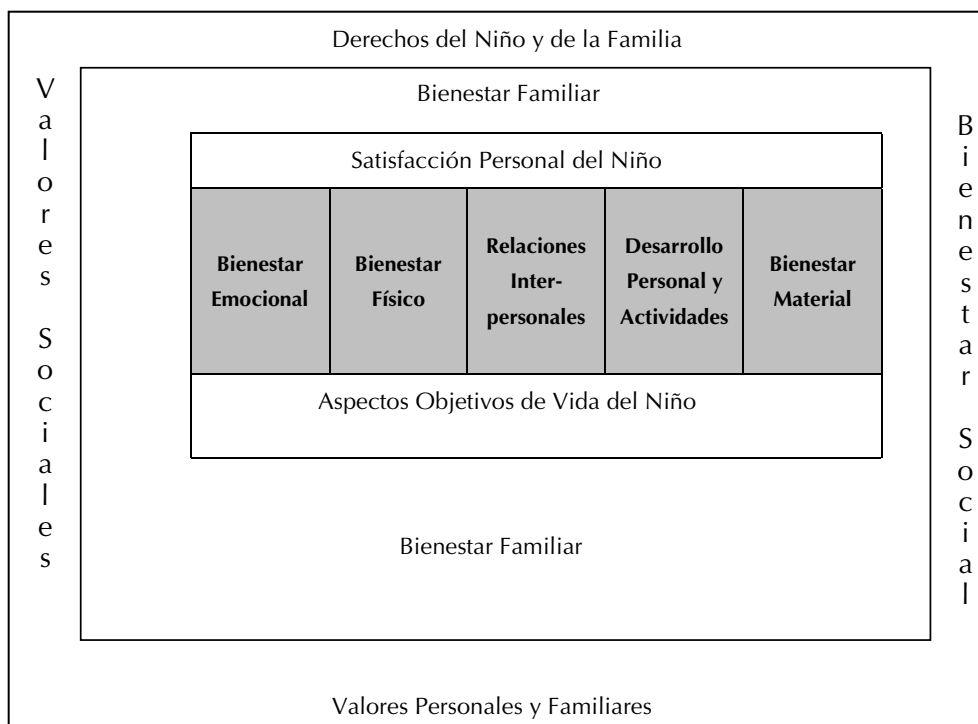 Derechos del Niño y de la Familia
Valores Sociales
Bienestar Familiar
Bienestar Social
Satisfacción Personal del Niño
Bienestar
Emocional
Bienestar
Físico
Relaciones
Inter-
personales
Desarrollo
Personal y
Actividades
Bienestar
Material
Aspectos Objetivos de Vida del Niño
Bienestar Familiar
Valores Personales y Familiares